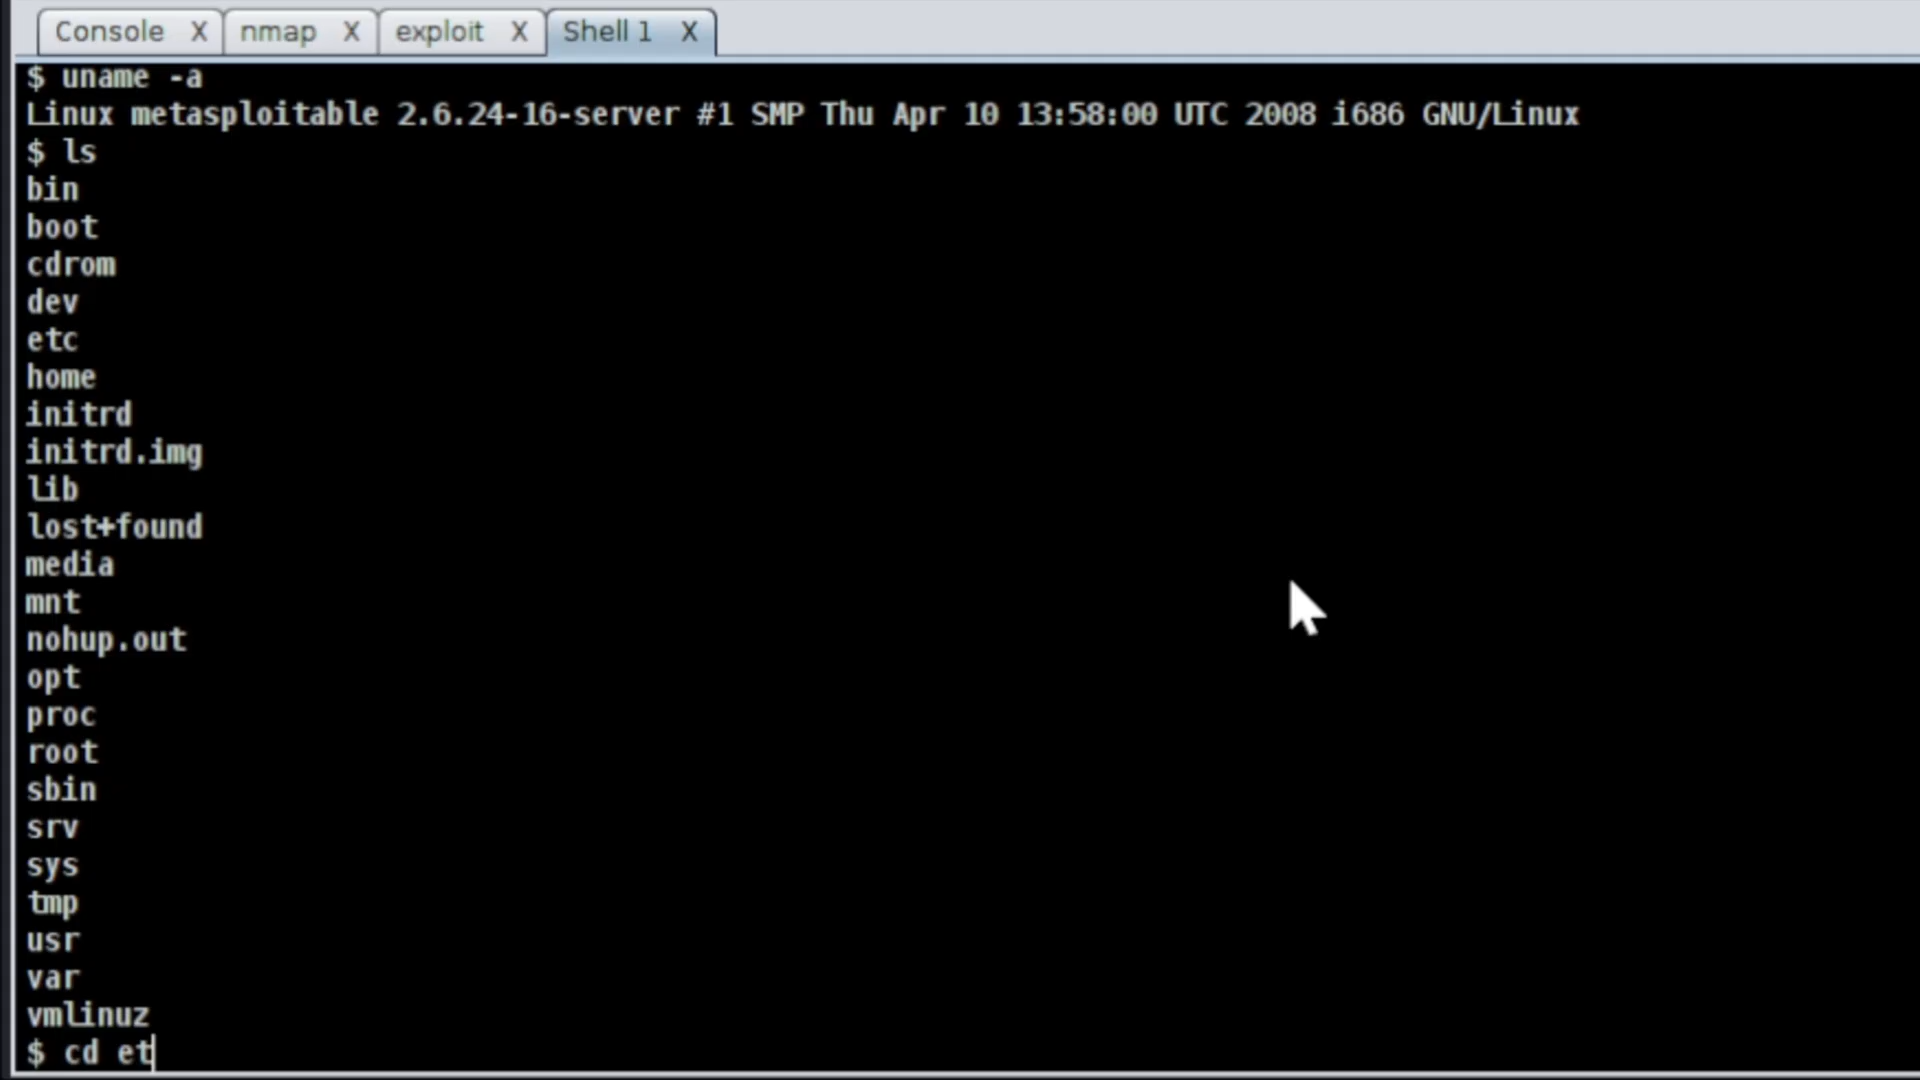 Console X nmap X exploit X Shell 1 X
$ uname -a
Linux metasploitable 2.6.24-16-server #1 SMP Thu Apr 10 13:58:00 UTC 2008 i686 GNU/Linux
$ ls
bin
boot
cdrom
dev
etc
home
initrd
initrd.img
lib
lost+found
media
mnt
nohup.out
opt
proc
root
sbin
srv
sys
tmp
usr
var
vmlinuz
$ cd et